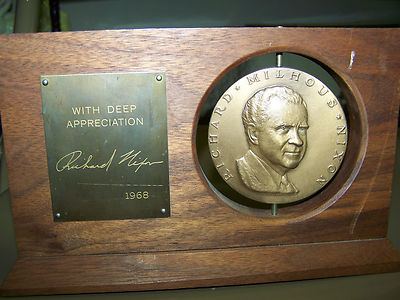 WITH DEEP
APPRECIATION
Richard Nixon
1968
RICHARD · MILHOUS · NIXON